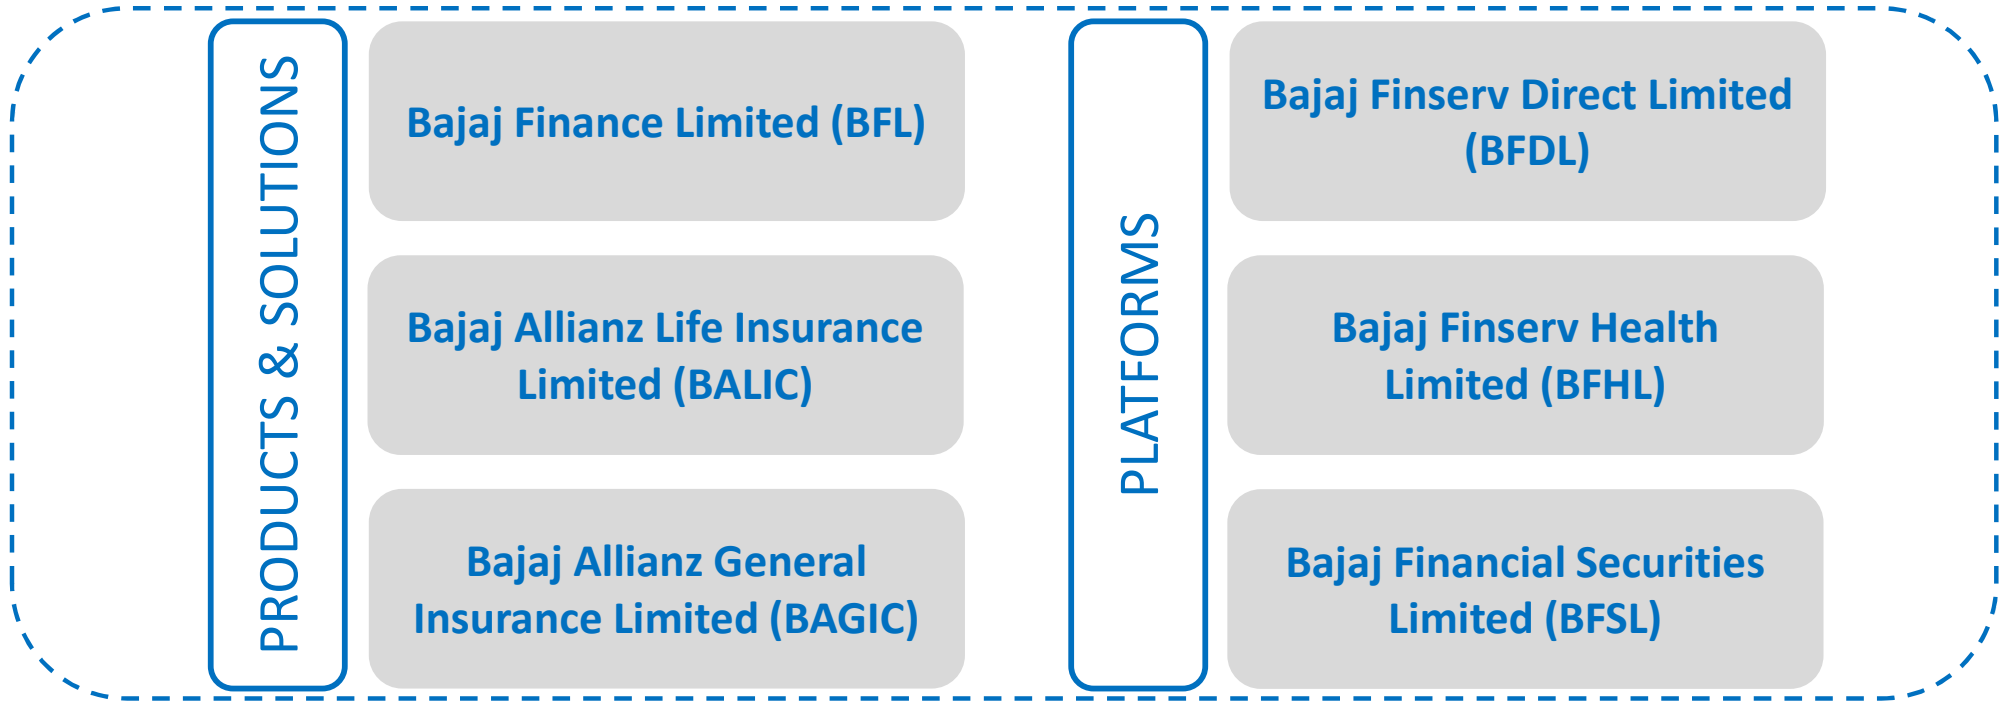 PRODUCTS & SOLUTIONS
Bajaj Finance Limited (BFL)
Bajaj Allianz Life Insurance
Limited (BALIC)
Bajaj Allianz General
Insurance Limited (BAGIC)
PLATFORMS
Bajaj Finserv Direct Limited
(BFDL)
Bajaj Finserv Health
Limited (BFHL)
Bajaj Financial Securities
Limited (BFSL)